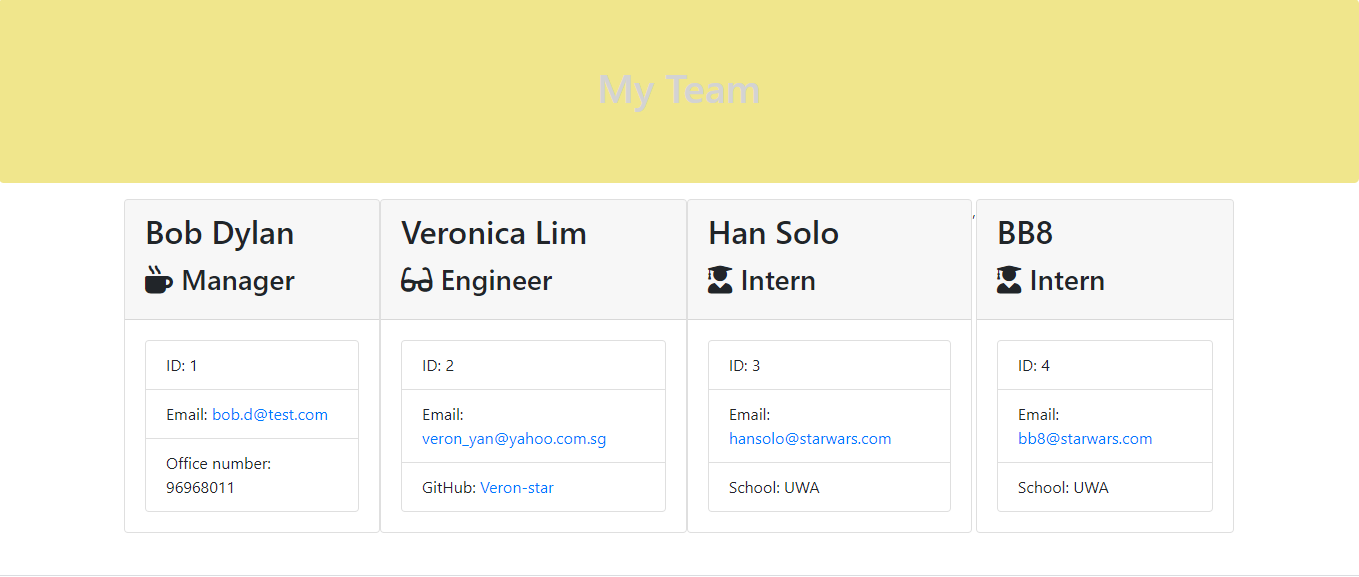 My Team
Bob Dylan
Manager
ID: 1
Email: bob.d@test.com
Office number:
96968011
Veronica Lim
Engineer
ID: 2
Email:
veron_yan@yahoo.com.sg
GitHub: Veron-star
Han Solo
Intern
ID: 3
Email:
hansolo@starwars.com
School: UWA
,
BB8
Intern
ID: 4
Email:
bb8@starwars.com
School: UWA